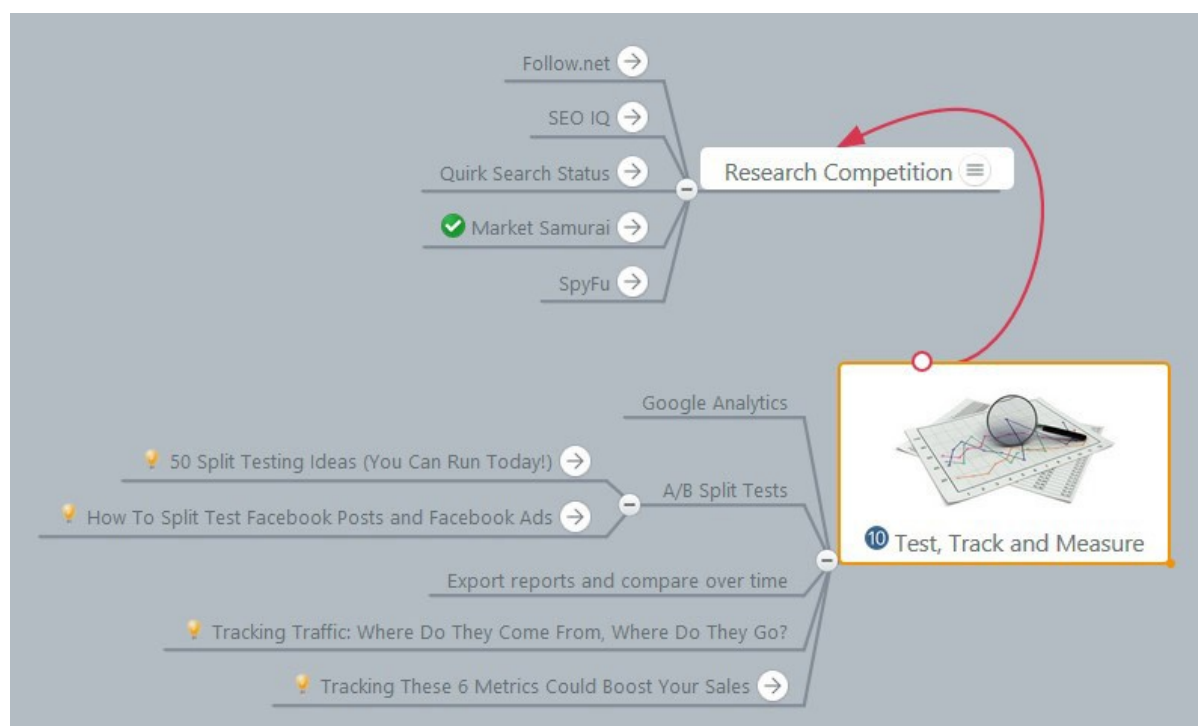 Follow.net
SEO IQ
Quirk Search Status
Market Samurai
SpyFu
Research Competition
Google Analytics
50 Split Testing Ideas (You Can Run Today!)
How To Split Test Facebook Posts and Facebook Ads
A/B Split Tests
Export reports and compare over time
Tracking Traffic: Where Do They Come From, Where Do They Go?
Tracking These 6 Metrics Could Boost Your Sales
10 Test, Track and Measure